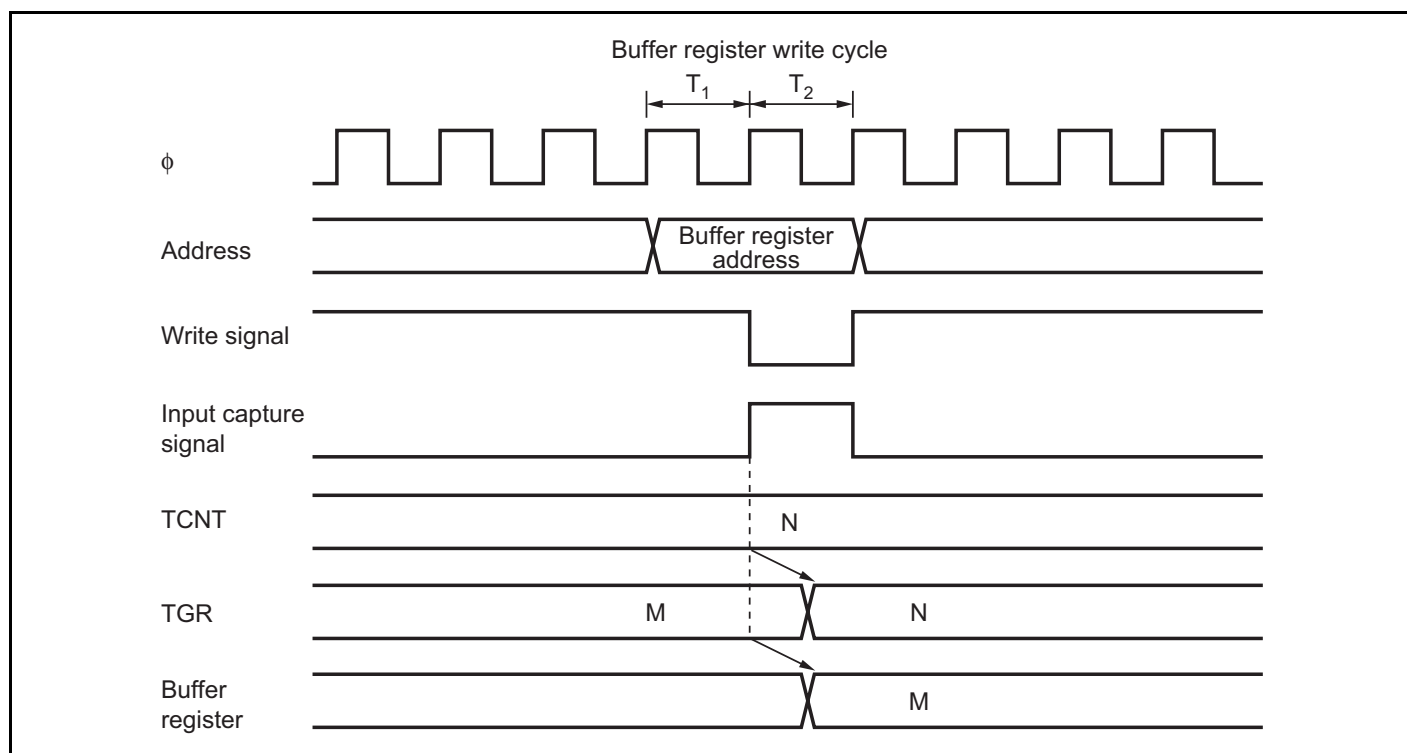 Buffer register write cycle
T1 T2
ϕ
Address
Buffer register
address
Write signal
Input capture
signal
TCNT
N
TGR
M N
Buffer
register
M